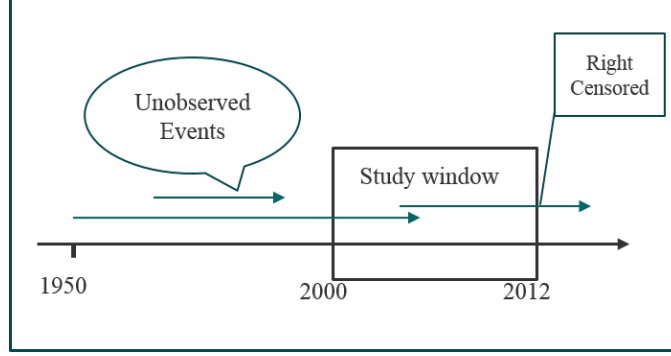 Right
Censored
Unobserved
Events
Study window
1950
2000
2012